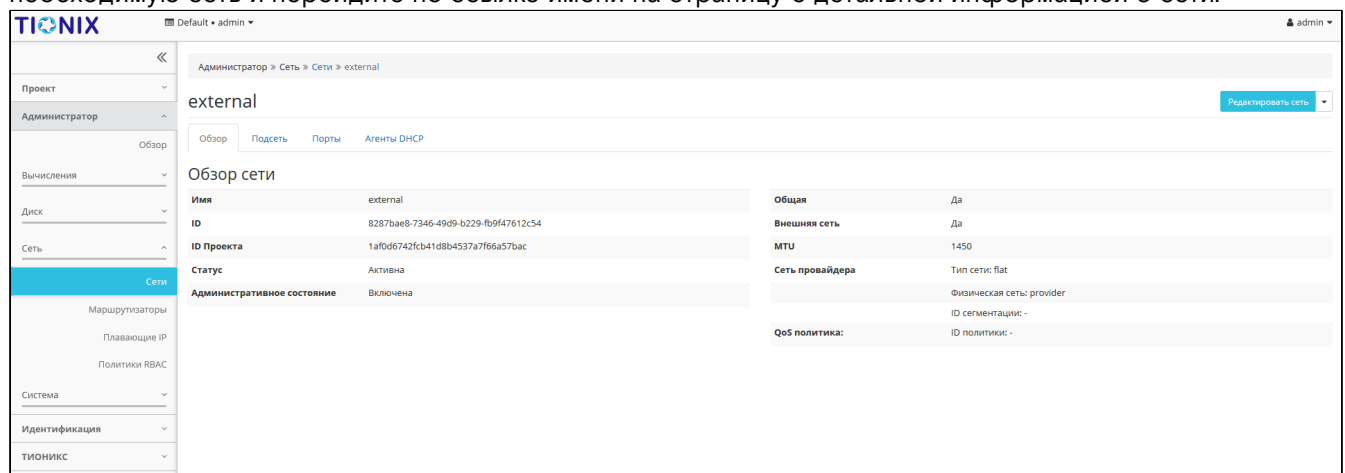 необходимую сеть и перейдите по ссылке имени на страницу с детальной информацией о сети.
TIONIX Default • admin admin
Администратор » Сеть » Сети » external
Проект
external Редактировать сеть
Администратор
Обзор Подсеть Порты Агенты DHCP
Обзор
Обзор сети
Вычисления
Имя external Общая Да
Диск
ID 8287bae8-7346-49d9-b229-fb9f47612c54 Внешняя сеть Да
Сеть
ID Проекта 1af0d6742fcb41d8b4537a7f66a57bac MTU 1450
Статус Активна Сеть провайдера Тип сети: flat
Сети
Административное состояние Включена Физическая сеть: provider
Маршрутизаторы
ID сегментации: -
Плавающие IP
QoS политика: ID политики: -
Политики RBAC
Система
Идентификация
ТИОНИКС